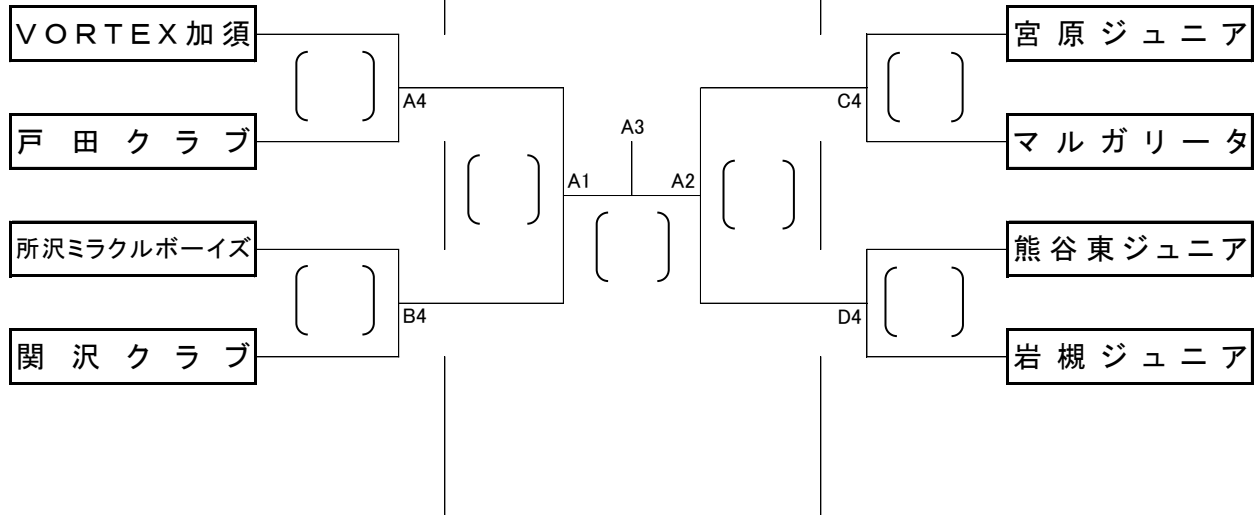 VORTEX加須
宮原ジュニア
A4
C4
A3
戸田クラブ
マルガリータ
A1
A2
所沢ミラクルボーイズ
熊谷東ジュニア
B4
D4
関沢クラブ
岩槻ジュニア